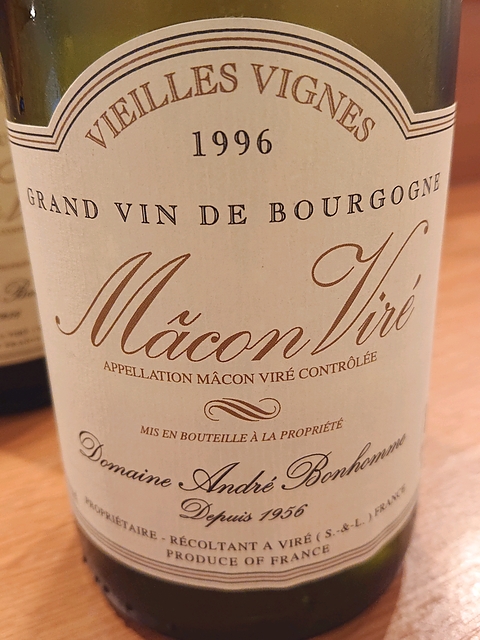 VIEILLES VIGNES
1996
GRAND VIN DE BOURGOGNE
Mâcon Viré
APPELLATION MÂCON VIRÉ CONTRÔLÉE
MIS EN BOUTEILLE À LA PROPRIÉTÉ
Domaine André Bonhomme
Depuis 1956
PROPRIÉTAIRE - RÉCOLTANT A VIRÉ ( S.-&-L. ) FRANCE
PRODUCE OF FRANCE